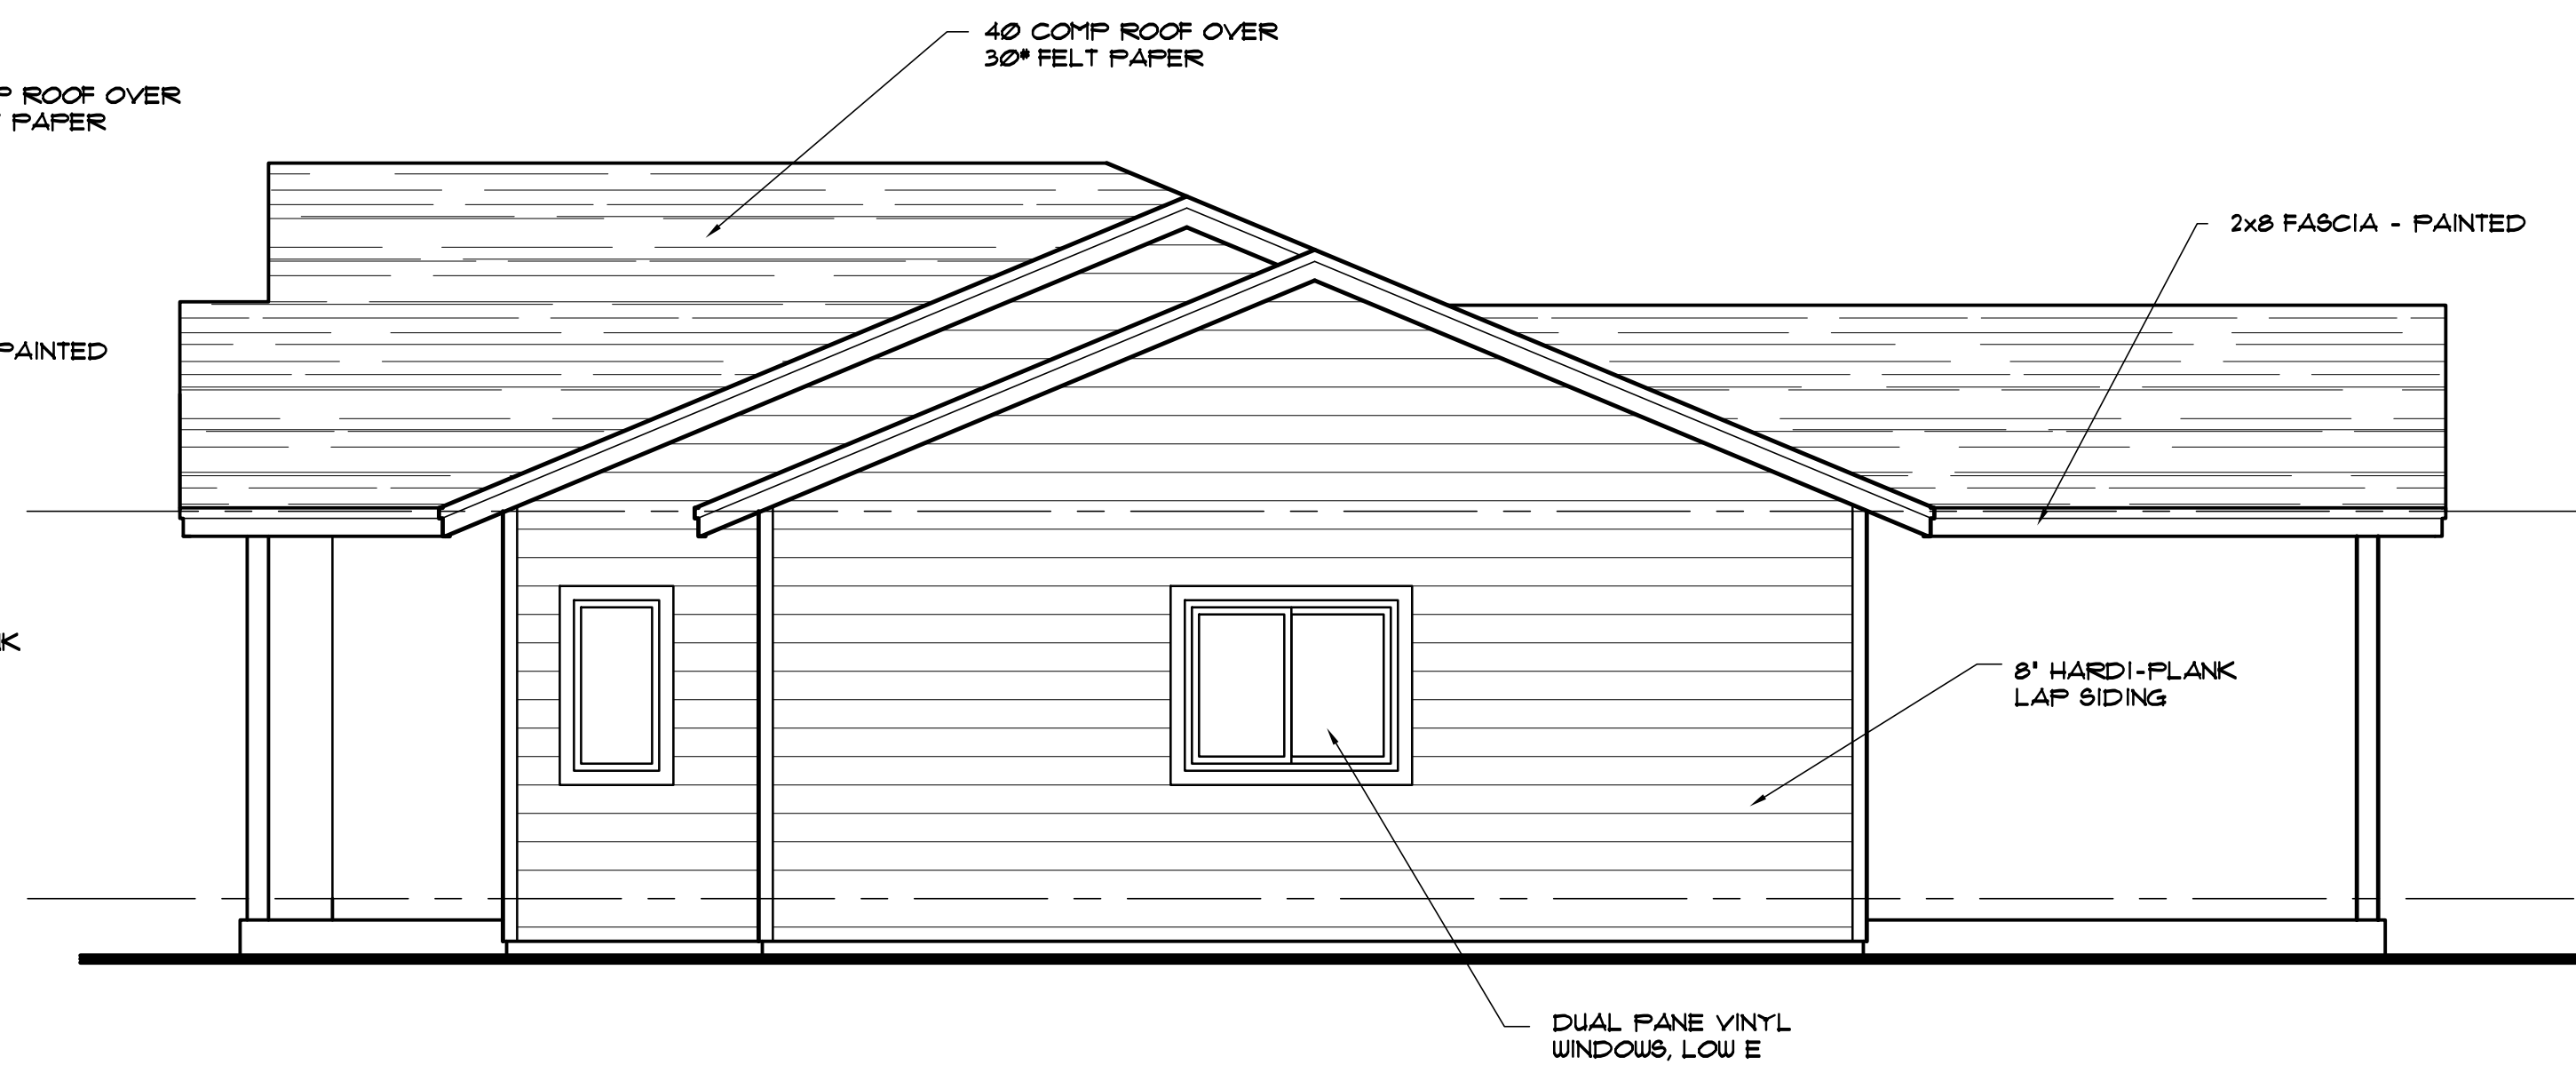 40 COMP ROOF OVER
30# FELT PAPER
P ROOF OVER
PAPER
2x8 FASCIA - PAINTED
PAINTED
8" HARDI-PLANK
LAP SIDING
DUAL PANE VINYL
WINDOWS, LOW E